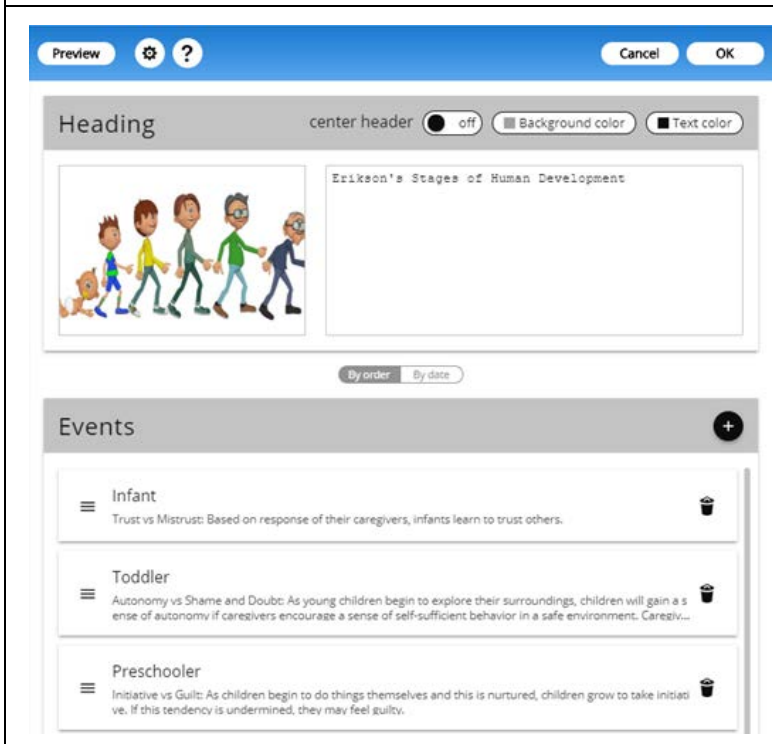 Preview ? Cancel OK
Heading center header off Background color Text color
Erikson's Stages of Human Development
By order By date
Events +
Infant
Trust vs Mistrust: Based on response of their caregivers, infants learn to trust others.
Toddler
Autonomy vs Shame and Doubt: As young children begin to explore their surroundings, children will gain a s
ense of autonomy if caregivers encourage a sense of self-sufficient behavior in a safe environment. Caregiv...
Preschooler
Initiative vs Guilt: As children begin to do things themselves and this is nurtured, children grow to take initiati
ve. If this tendency is undermined, they may feel guilty.